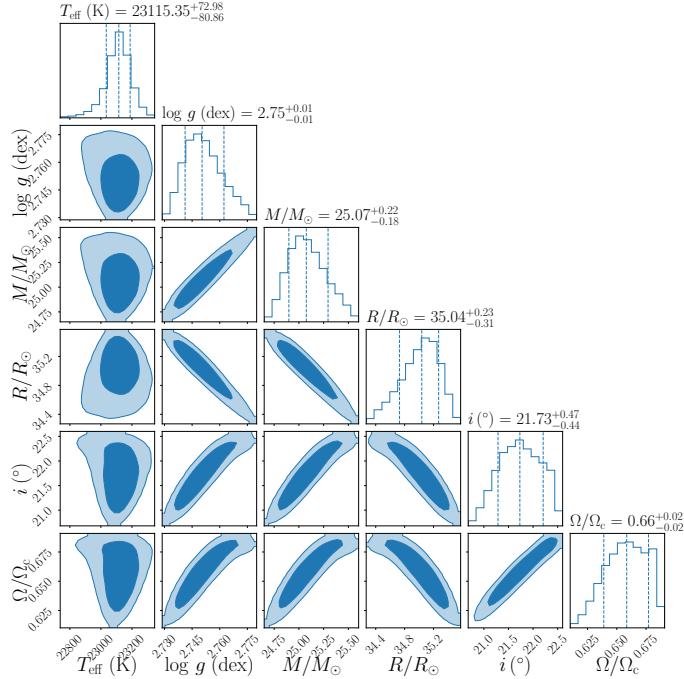 T_eff (K) = 23115.35^{+72.98}_{-80.86}
log g (dex) = 2.75^{+0.01}_{-0.01}
log g (dex)
2.775
2.760
2.745
2.730
M/M_⊙ = 25.07^{+0.22}_{-0.18}
M/M_⊙
25.50
25.25
25.00
24.75
R/R_⊙ = 35.04^{+0.23}_{-0.31}
R/R_⊙
35.2
34.8
34.4
i (°) = 21.73^{+0.47}_{-0.44}
i (°)
22.5
21.8
21.5
21.0
Ω/Ω_c = 0.66^{+0.02}_{-0.02}
Ω/Ω_c
0.675
0.650
0.625
22800 23000 23200 2.730 2.745 2.760 2.775 24.75 25.00 25.25 25.50 34.4 34.8 35.2 21.0 21.5 22.0 22.5 0.625 0.650 0.675
T_eff (K) log g (dex) M/M_⊙ R/R_⊙ i (°) Ω/Ω_c